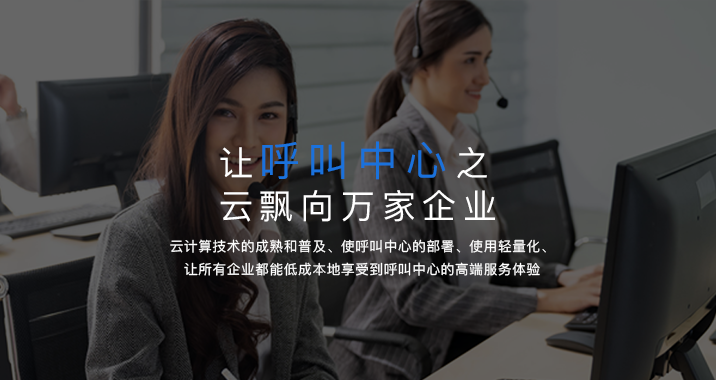 让呼叫中心之
云飘向万家企业
云计算技术的成熟和普及、使呼叫中心的部署、使用轻量化、
让所有企业都能低成本地享受到呼叫中心的高端服务体验